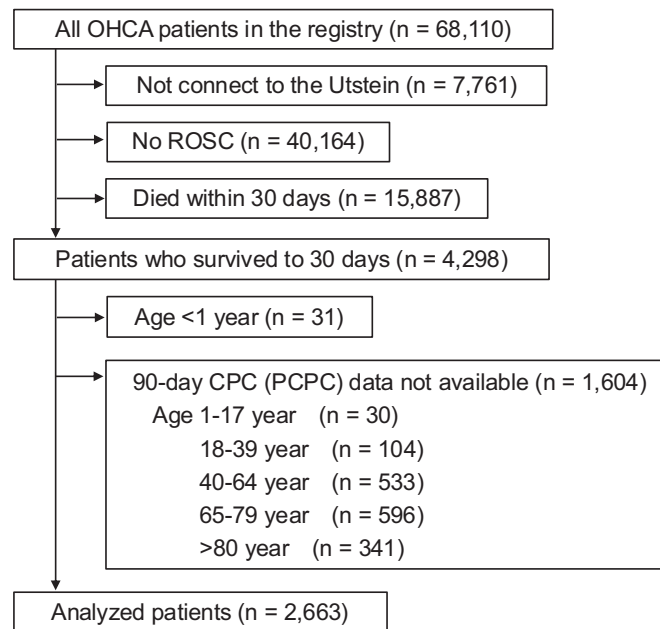 All OHCA patients in the registry (n = 68,110)
Not connect to the Utstein (n = 7,761)
No ROSC (n = 40,164)
Died within 30 days (n = 15,887)
Patients who survived to 30 days (n = 4,298)
Age <1 year (n = 31)
90-day CPC (PCPC) data not available (n = 1,604)
Age 1-17 year (n = 30)
18-39 year (n = 104)
40-64 year (n = 533)
65-79 year (n = 596)
>80 year (n = 341)
Analyzed patients (n = 2,663)